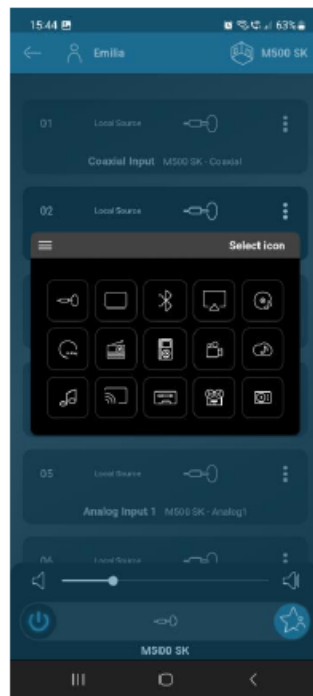 15:44 63%
Emilia M500 SK
01 Local Source
Coaxial Input M500 SK - Coaxial
02 Local Source
Select icon
05 Local Source
Analog Input 1 M500 SK - Analog1
06 Local Source
M500 SK